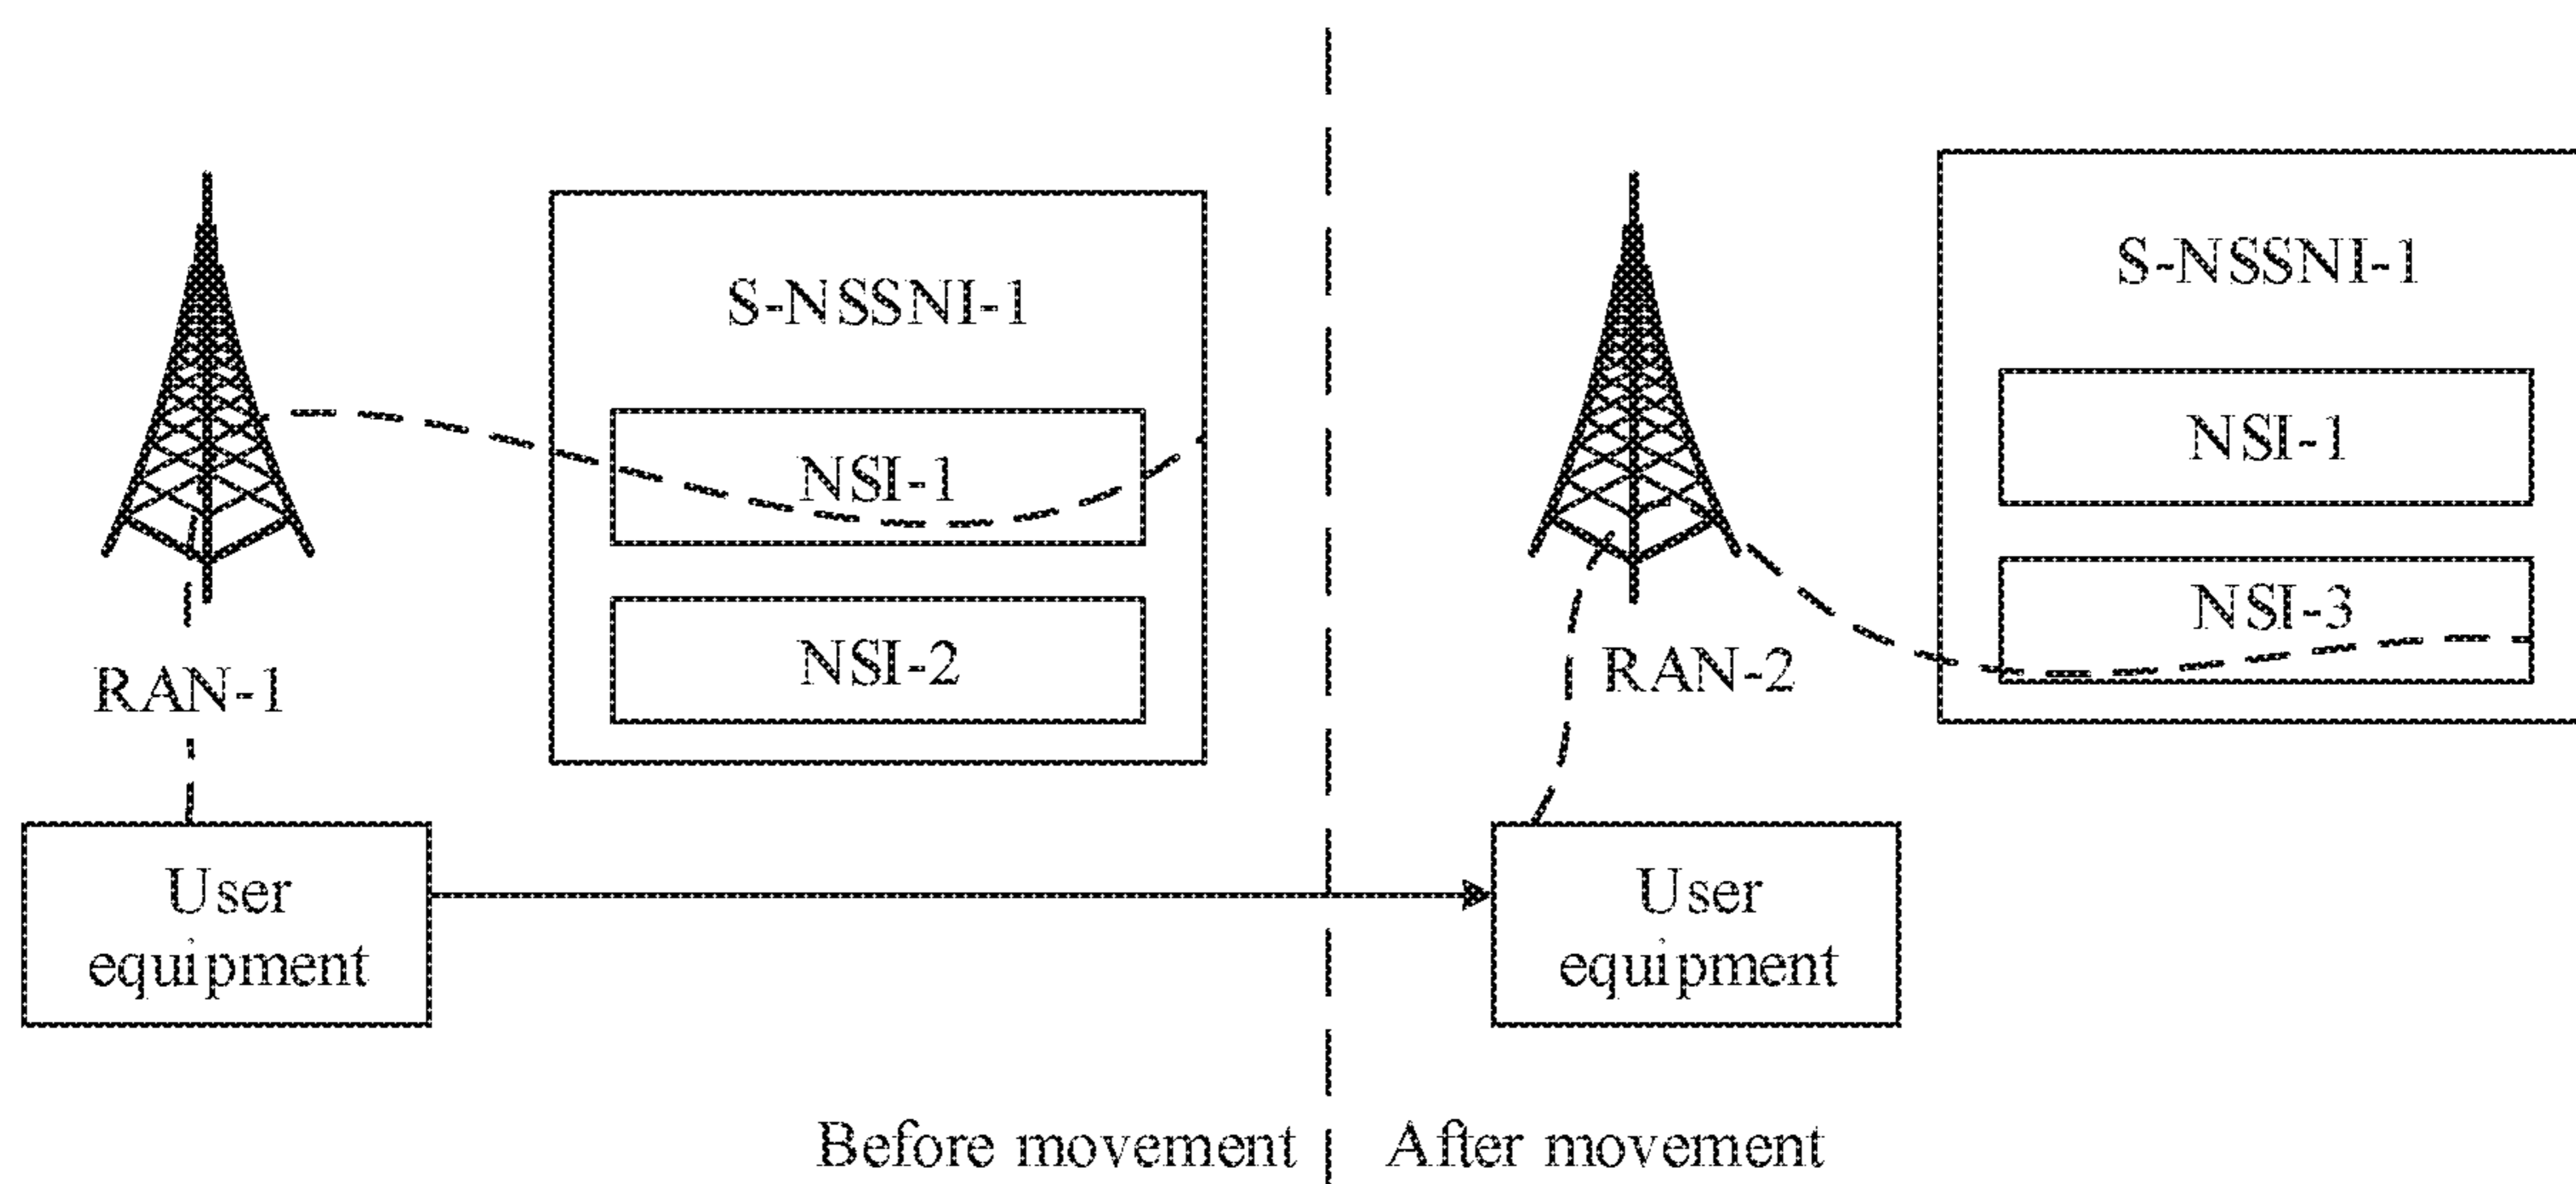 S-NSSNI-1
NSI-1
NSI-2
RAN-1
User
equipment
Before movement
S-NSSNI-1
NSI-1
NSI-3
RAN-2
User
equipment
After movement